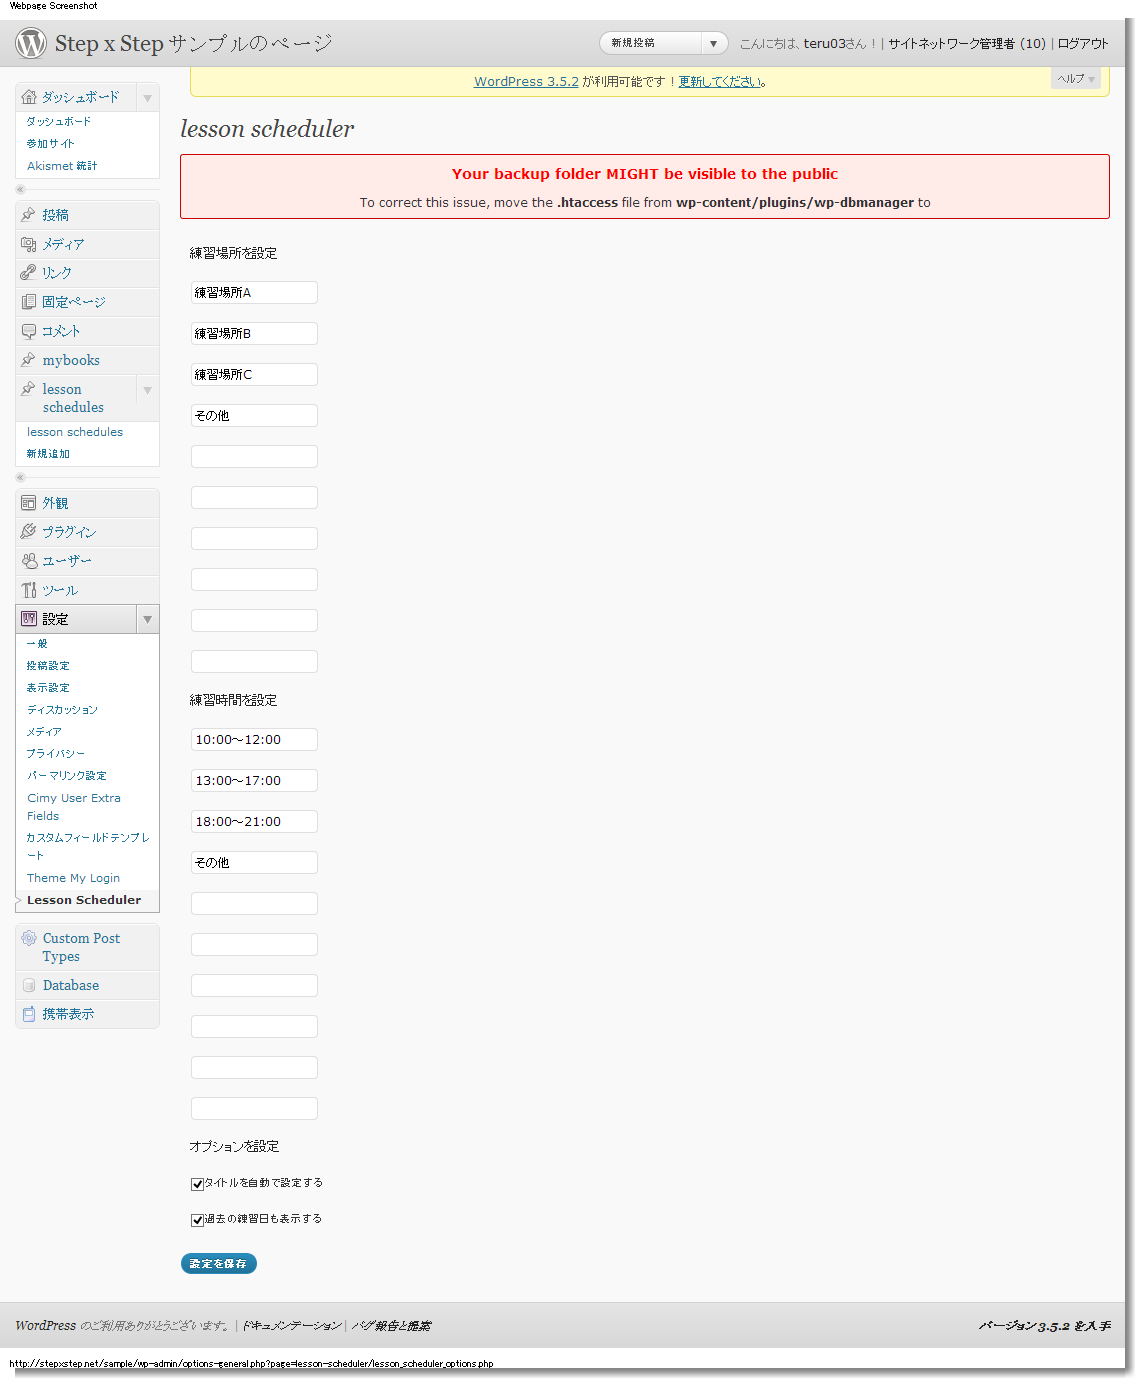 Webpage Screenshot
Step x Step サンプルのページ
新規投稿
こんにちは、teru03さん！ | サイトネットワーク管理者 (10) | ログアウト
WordPress 3.5.2 が利用可能です！更新してください。
ヘルプ
ダッシュボード
ダッシュボード
参加サイト
Akismet 統計
投稿
メディア
リンク
固定ページ
コメント
mybooks
lesson
schedules
lesson schedules
新規追加
外観
プラグイン
ユーザー
ツール
設定
一般
投稿設定
表示設定
ディスカッション
メディア
プライバシー
パーマリンク設定
Cimy User Extra
Fields
カスタムフィールドテンプレ
ート
Theme My Login
Lesson Scheduler
Custom Post
Types
Database
携帯表示
lesson scheduler
Your backup folder MIGHT be visible to the public
To correct this issue, move the .htaccess file from wp-content/plugins/wp-dbmanager to
練習場所を設定
練習場所A
練習場所B
練習場所C
その他
練習時間を設定
10:00～12:00
13:00～17:00
18:00～21:00
その他
オプションを設定
タイトルを自動で設定する
過去の練習日も表示する
設定を保存
WordPress のご利用ありがとうございます。 | ドキュメンテーション | バグ報告と提案
バージョン 3.5.2 を入手
http://stepxstep.net/sample/wp-admin/options-general.php?page=lesson-scheduler/lesson_scheduler_options.php